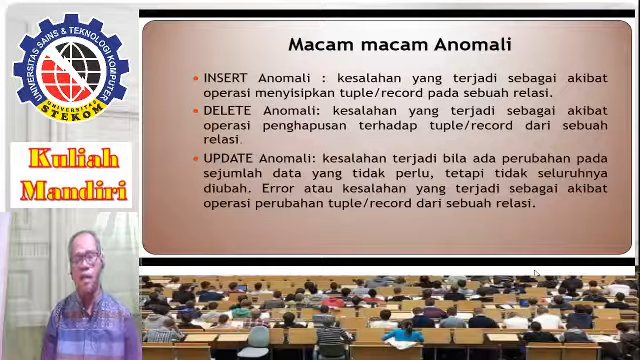 UNIVERSITAS SAINS & TEKNOLOGI KOMPUTER
UNIVERSITAS
STEKOM
Kuliah
Mandiri
Macam macam Anomali
• INSERT Anomali : kesalahan yang terjadi sebagai akibat
operasi menyisipkan tuple/record pada sebuah relasi.
• DELETE Anomali: kesalahan yang terjadi sebagai akibat
operasi penghapusan terhadap tuple/record dari sebuah
relasi.
• UPDATE Anomali: kesalahan terjadi bila ada perubahan pada
sejumlah data yang tidak perlu, tetapi tidak seluruhnya
diubah. Error atau kesalahan yang terjadi sebagai akibat
operasi perubahan tuple/record dari sebuah relasi.